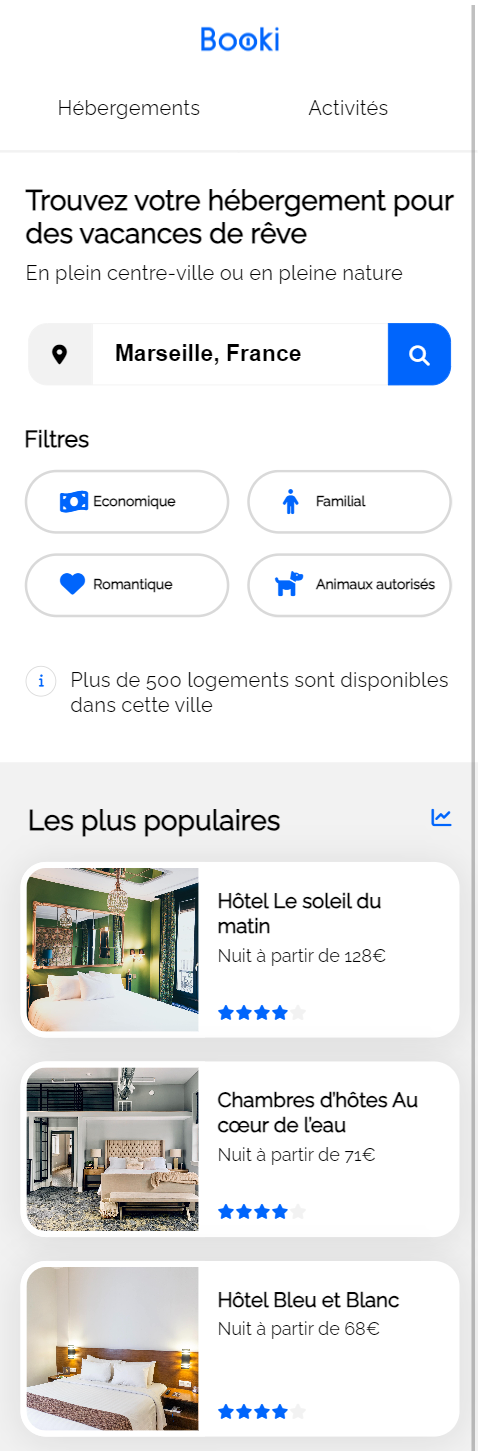 Booki
Hébergements
Activités
Trouvez votre hébergement pour
des vacances de rêve
En plein centre-ville ou en pleine nature
Marseille, France
Filtres
Economique
Familial
Romantique
Animaux autorisés
i
Plus de 500 logements sont disponibles
dans cette ville
Les plus populaires
Hôtel Le soleil du
matin
Nuit à partir de 128€
Chambres d’hôtes Au
cœur de l’eau
Nuit à partir de 71€
Hôtel Bleu et Blanc
Nuit à partir de 68€